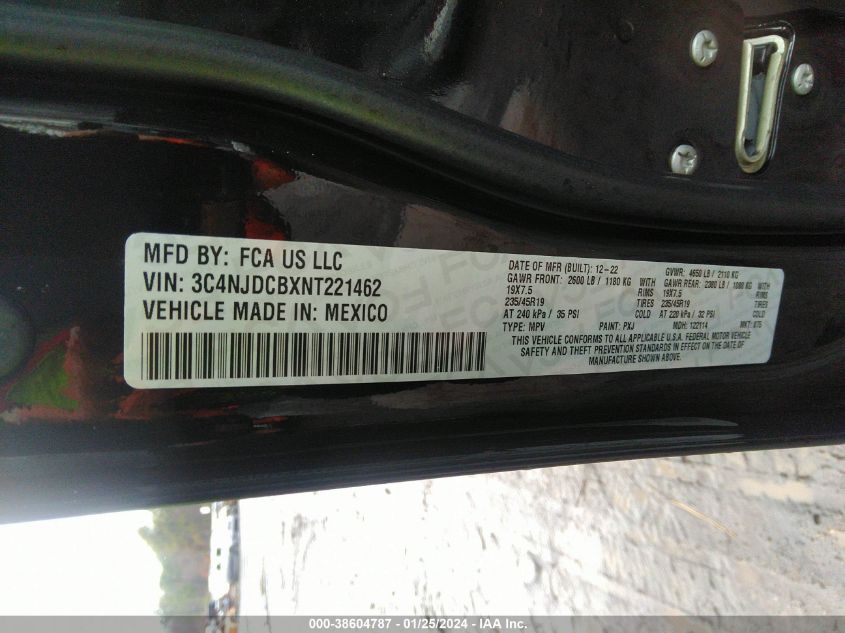 MFD BY: FCA US LLC
VIN: 3C4NJDCBXNT221462
VEHICLE MADE IN: MEXICO
DATE OF MFR (BUILT): 12-22 GVWR: 4650 LB / 2110 KG
GAWR FRONT: 2600 LB / 1180 KG WITH GAWR REAR: 2380 LB / 1080 KG WITH
19X7.5 RIMS 19X7.5 RIMS
235/45R19 TIRES 235/45R19 TIRES
AT 240 kPa / 35 PSI COLD AT 220 kPa / 32 PSI COLD
TYPE: MPV PAINT: PXJ MDH: 122114 MKT: 875
THIS VEHICLE CONFORMS TO ALL APPLICABLE U.S.A. FEDERAL MOTOR VEHICLE
SAFETY AND THEFT PREVENTION STANDARDS IN EFFECT ON THE DATE OF
MANUFACTURE SHOWN ABOVE.
000-38604787 - 01/25/2024 - IAA Inc.